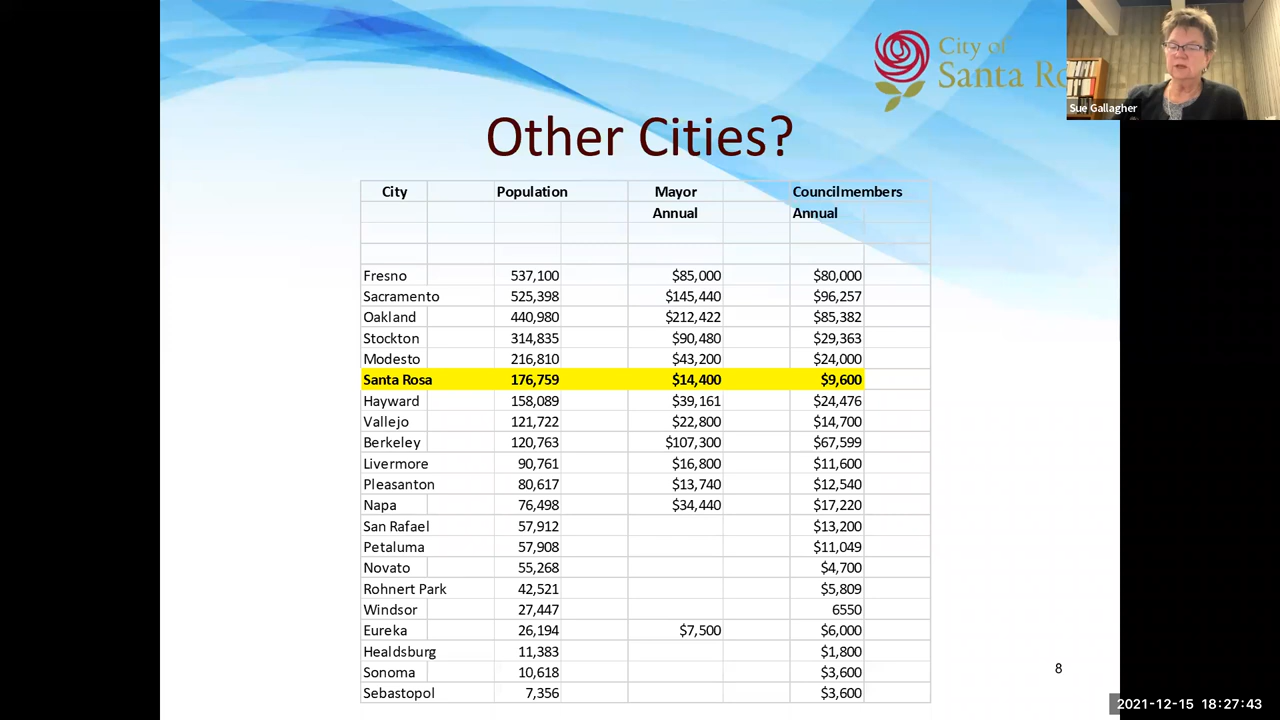 City of
Santa Ro
Sue Gallagher
Other Cities?
City Population Mayor Councilmembers
Annual Annual
Fresno 537,100 $85,000 $80,000
Sacramento 525,398 $145,440 $96,257
Oakland 440,980 $212,422 $85,382
Stockton 314,835 $90,480 $29,363
Modesto 216,810 $43,200 $24,000
Santa Rosa 176,759 $14,400 $9,600
Hayward 158,089 $39,161 $24,476
Vallejo 121,722 $22,800 $14,700
Berkeley 120,763 $107,300 $67,599
Livermore 90,761 $16,800 $11,600
Pleasanton 80,617 $13,740 $12,540
Napa 76,498 $34,440 $17,220
San Rafael 57,912 $13,200
Petaluma 57,908 $11,049
Novato 55,268 $4,700
Rohnert Park 42,521 $5,809
Windsor 27,447 6550
Eureka 26,194 $7,500 $6,000
Healdsburg 11,383 $1,800
Sonoma 10,618 $3,600
Sebastopol 7,356 $3,600
8
2021-12-15 18:27:43